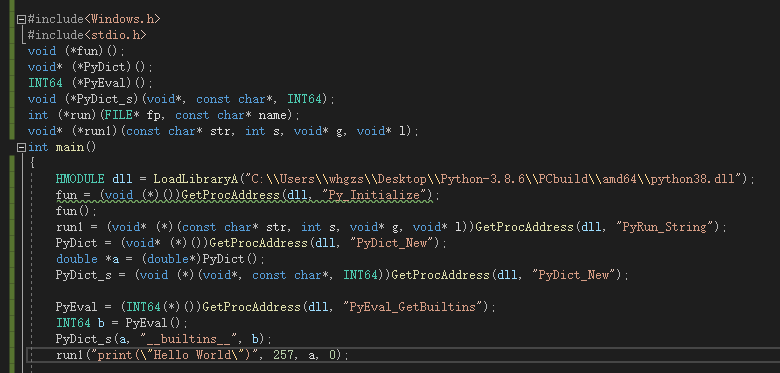 #include<Windows.h>
#include<stdio.h>
void (*fun)();
void* (*PyDict)();
INT64 (*PyEval)();
void (*PyDict_s)(void*, const char*, INT64);
int (*run)(FILE* fp, const char* name);
void* (*run1)(const char* str, int s, void* g, void* l);
int main()
{
HMODULE dll = LoadLibraryA("C:\\Users\\whgzs\\Desktop\\Python-3.8.6\\PCbuild\\amd64\\python38.dll");
fun = (void (*)())GetProcAddress(dll, "Py_Initialize");
fun();
run1 = (void* (*)(const char* str, int s, void* g, void* l))GetProcAddress(dll, "PyRun_String");
PyDict = (void* (*)())GetProcAddress(dll, "PyDict_New");
double *a = (double*)PyDict();
PyDict_s = (void (*)(void*, const char*, INT64))GetProcAddress(dll, "PyDict_New");
PyEval = (INT64(*)())GetProcAddress(dll, "PyEval_GetBuiltins");
INT64 b = PyEval();
PyDict_s(a, "__builtins__", b);
run1("print(\"Hello World\")", 257, a, 0);